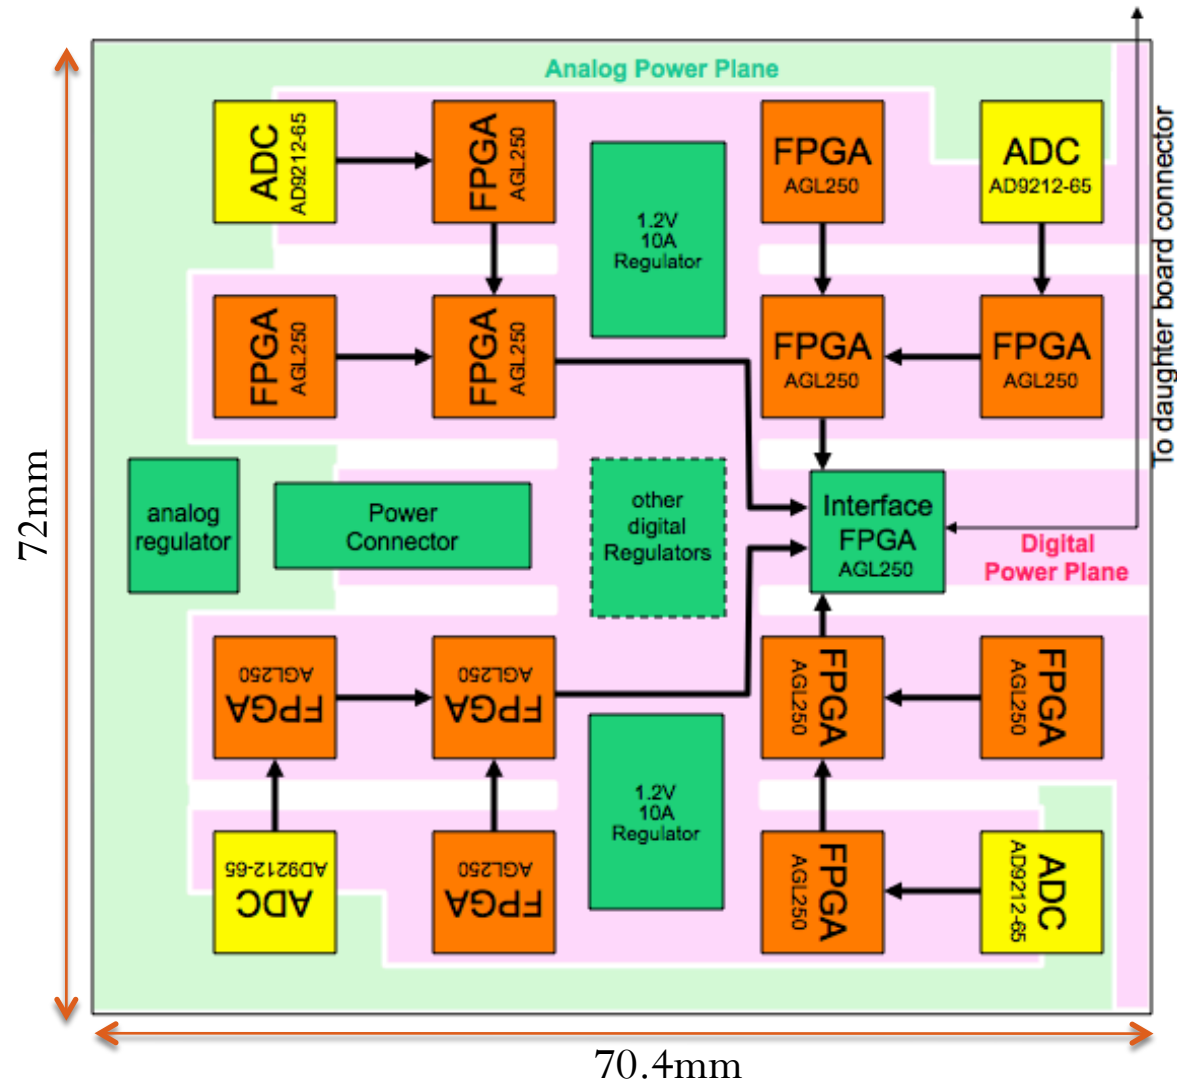 Analog Power Plane
ADC
AD9212-65
FPGA
AGL250
FPGA
AGL250
ADC
AD9212-65
1.2V
10A
Regulator
To daughter board connector
FPGA
AGL250
FPGA
AGL250
FPGA
AGL250
FPGA
AGL250
72mm
analog
regulator
Power
Connector
other
digital
Regulators
Interface
FPGA
AGL250
Digital
Power Plane
FPGA
AGL250
FPGA
AGL250
FPGA
AGL250
FPGA
AGL250
1.2V
10A
Regulator
ADC
AD9212-65
FPGA
AGL250
FPGA
AGL250
ADC
AD9212-65
70.4mm